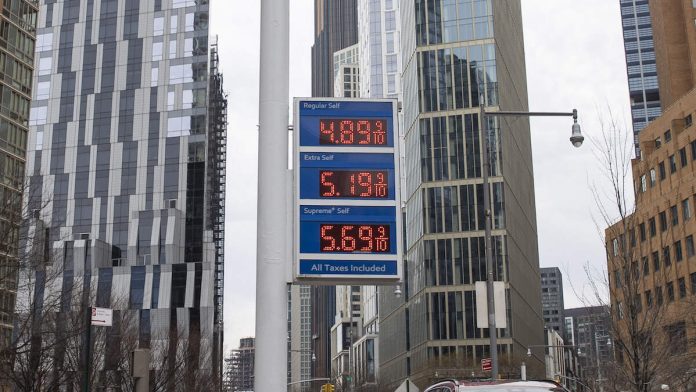 Regular Self
4.89 9/10
Extra Self
5.19 9/10
Supreme® Self
5.69 9/10
All Taxes Included